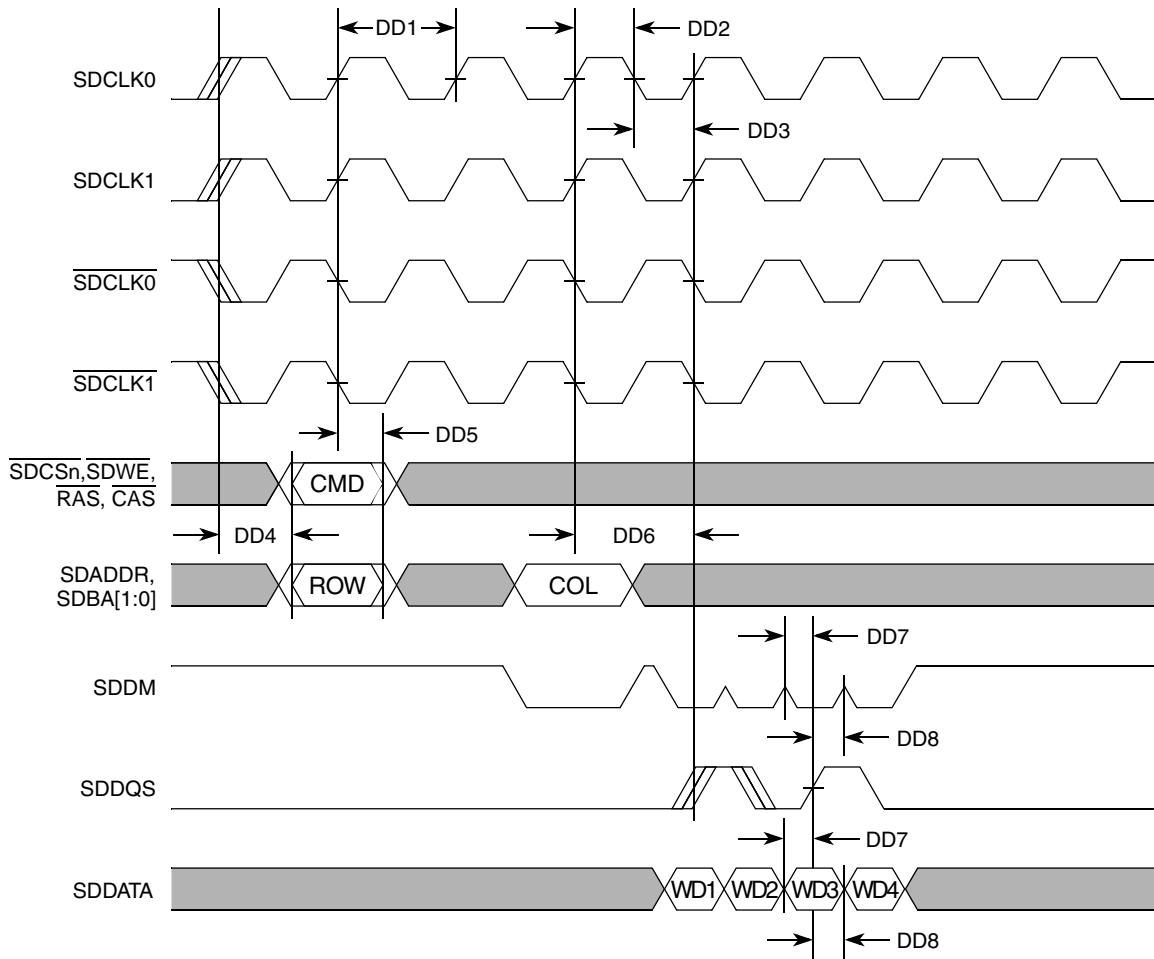 DD1
DD2
SDCLK0
DD3
SDCLK1
SDCLK0
SDCLK1
DD5
SDCSn,SDWE,
RAS, CAS
CMD
DD4
DD6
SDADDR,
SDBA[1:0]
ROW
COL
DD7
SDDM
DD8
SDDQS
DD7
SDDATA
WD1
WD2
WD3
WD4
DD8